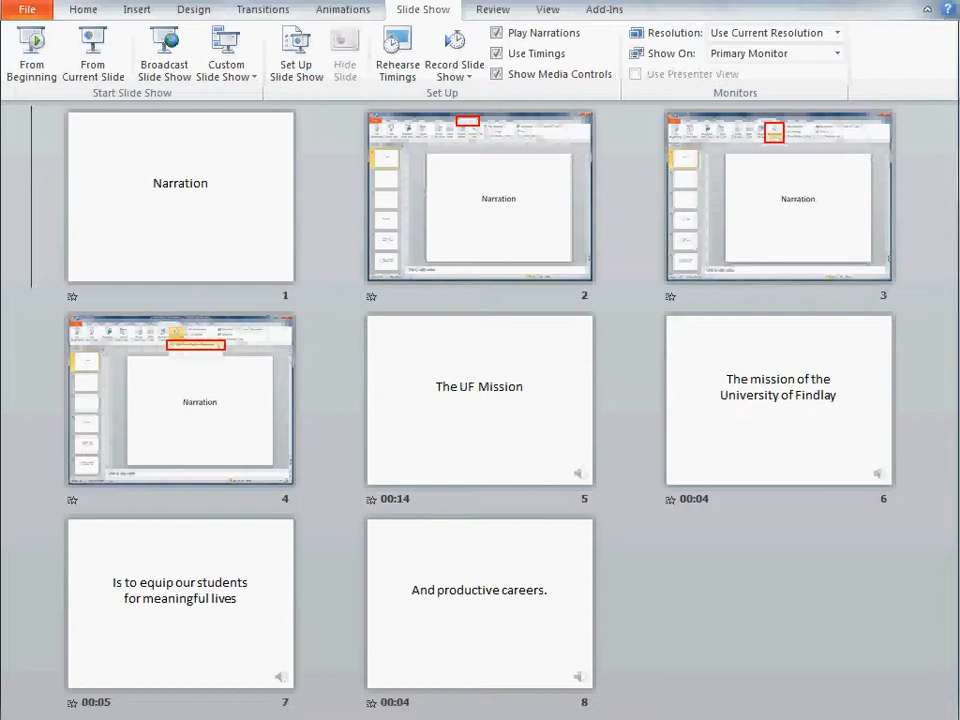 File Home Insert Design Transitions Animations Slide Show Review View Add-Ins
From Beginning
From Current Slide
Broadcast Slide Show
Custom Slide Show
Set Up Slide Show
Hide Slide
Rehearse Timings
Record Slide Show
Play Narrations
Use Timings
Show Media Controls
Resolution: Use Current Resolution
Show On: Primary Monitor
Use Presenter View
Start Slide Show
Set Up
Monitors
Narration
1
Narration
2
Narration
3
Narration
4
The UF Mission
00:14 5
The mission of the
University of Findlay
00:04 6
Is to equip our students
for meaningful lives
00:05 7
And productive careers.
00:04 8